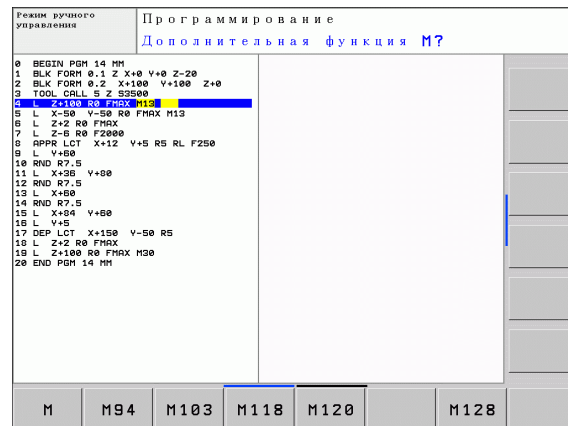 Режим ручного
управления
Программирование
Дополнительная функция M?
0 BEGIN PGM 14 MM
1 BLK FORM 0.1 Z X+0 Y+0 Z-20
2 BLK FORM 0.2 X+100 Y+100 Z+0
3 TOOL CALL 5 Z S3500
4 L Z+100 R0 FMAX M13
5 L X-50 Y-50 R0 FMAX M13
6 L Z+2 R0 FMAX
7 L Z-6 R0 F2000
8 APPR LCT X+12 Y+5 R5 RL F250
9 L Y+60
10 RND R7.5
11 L X+36 Y+80
12 RND R7.5
13 L X+60
14 RND R7.5
15 L X+84 Y+60
16 L Y+5
17 DEP LCT X+150 Y-50 R5
18 L Z+2 R0 FMAX
19 L Z+100 R0 FMAX M30
20 END PGM 14 MM
M M94 M103 M118 M120 M128